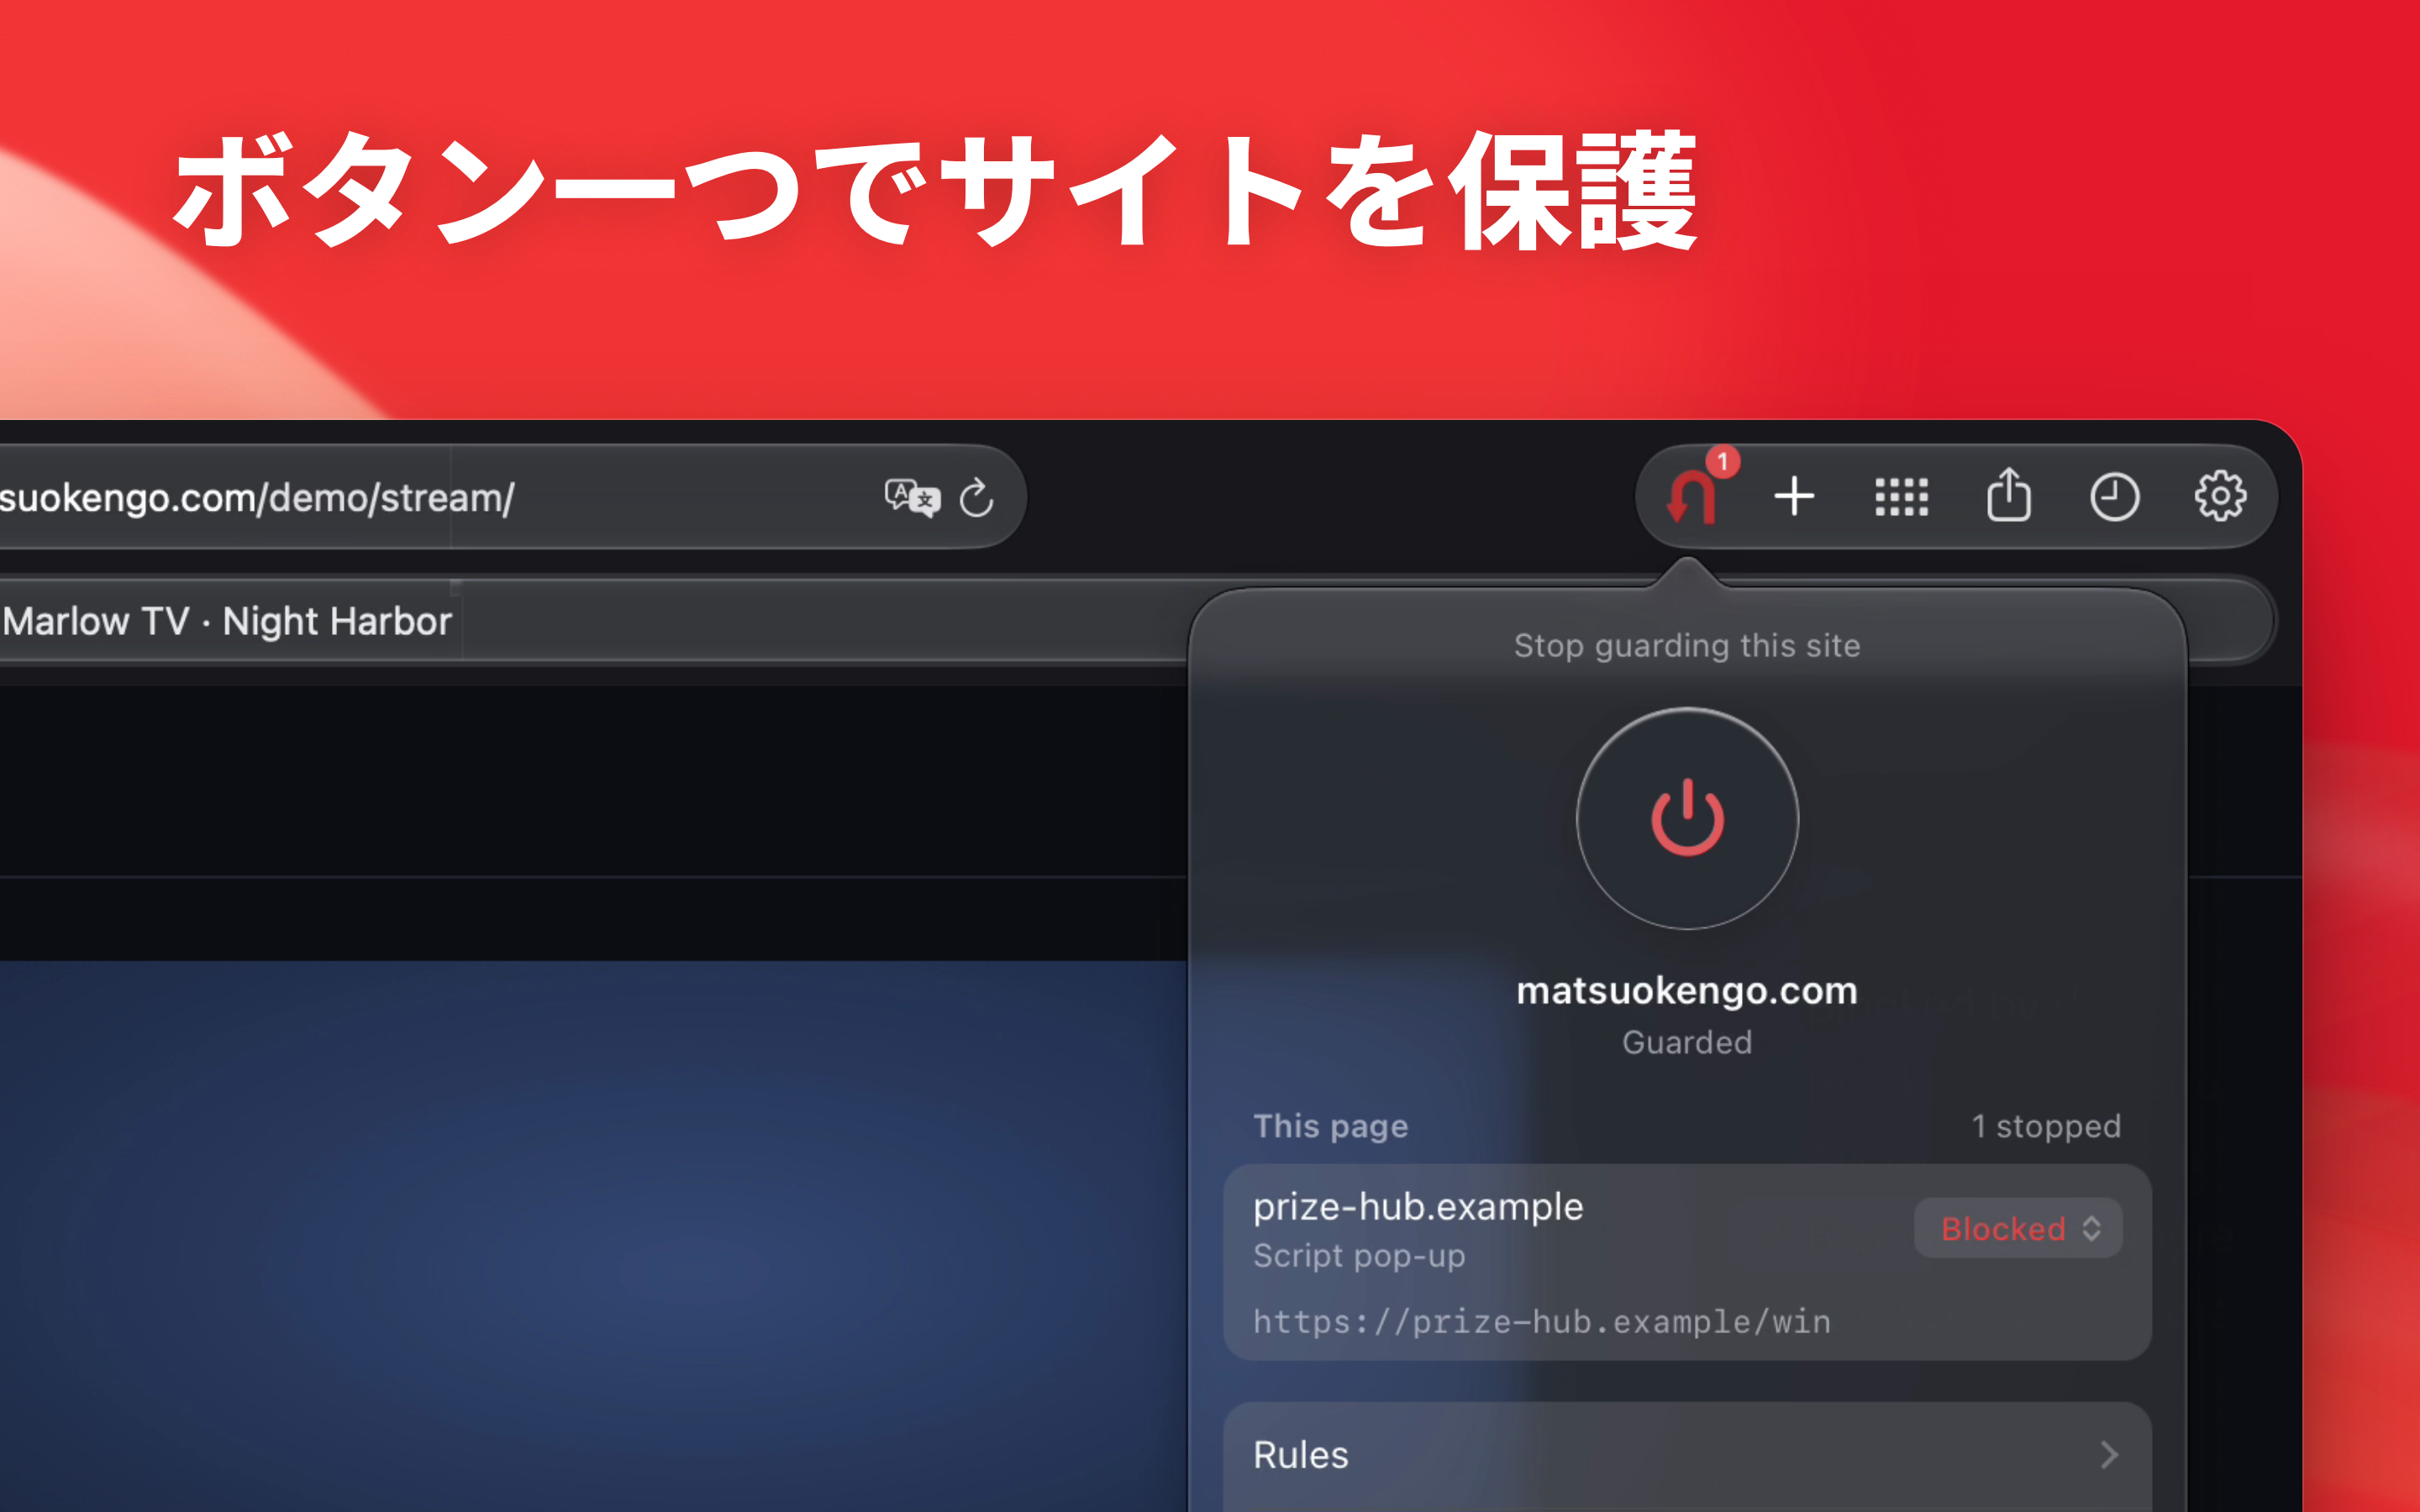 ボタン一つでサイトを保護
suokengo.com/demo/stream/
1
Marlow TV · Night Harbor
Stop guarding this site
matsuokengo.com
Guarded
This page
1 stopped
prize-hub.example
Blocked
Script pop-up
https://prize-hub.example/win
Rules